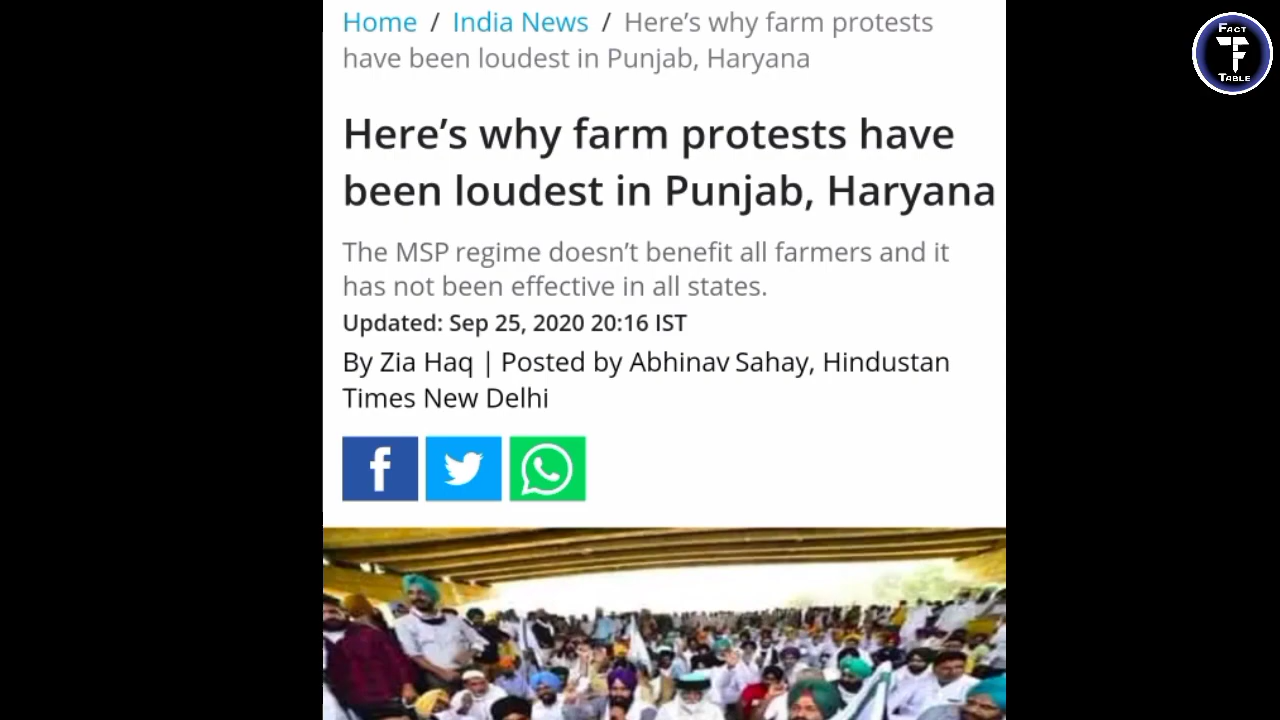 Home / India News / Here’s why farm protests
have been loudest in Punjab, Haryana
Here’s why farm protests have
been loudest in Punjab, Haryana
The MSP regime doesn’t benefit all farmers and it
has not been effective in all states.
Updated: Sep 25, 2020 20:16 IST
By Zia Haq | Posted by Abhinav Sahay, Hindustan
Times New Delhi
FACT
TF
TABLE